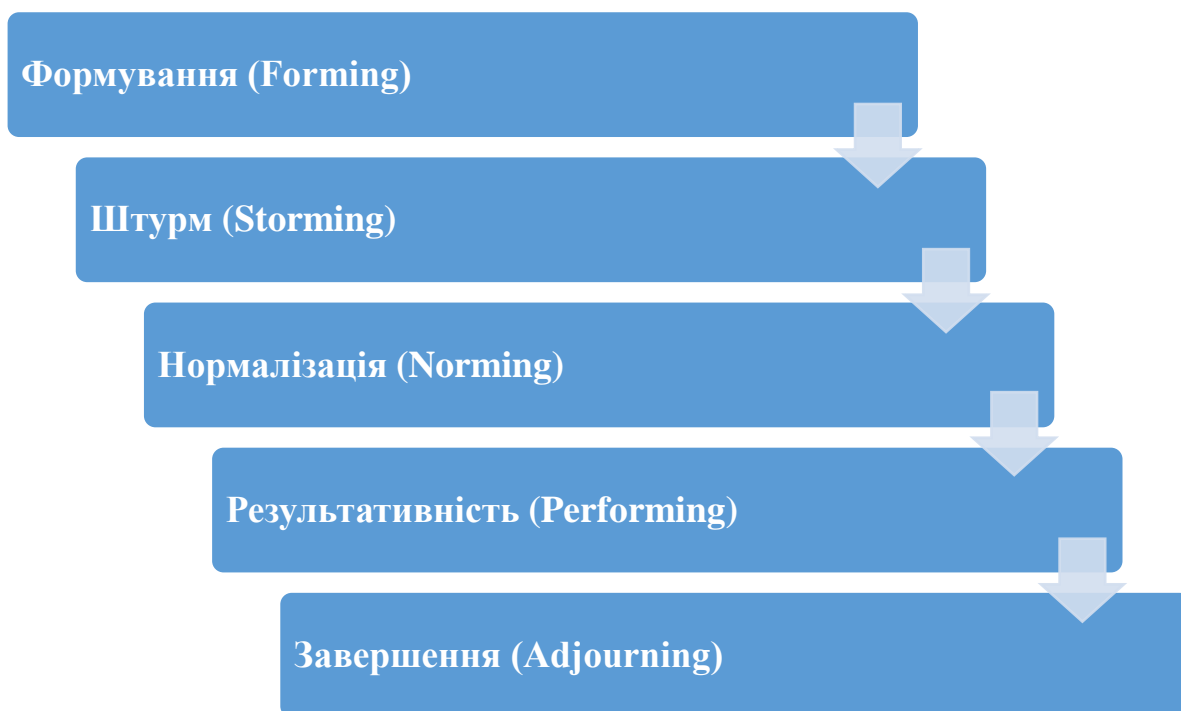 Формування (Forming)
Штурм (Storming)
Нормалізація (Norming)
Результативність (Performing)
Завершення (Adjourning)